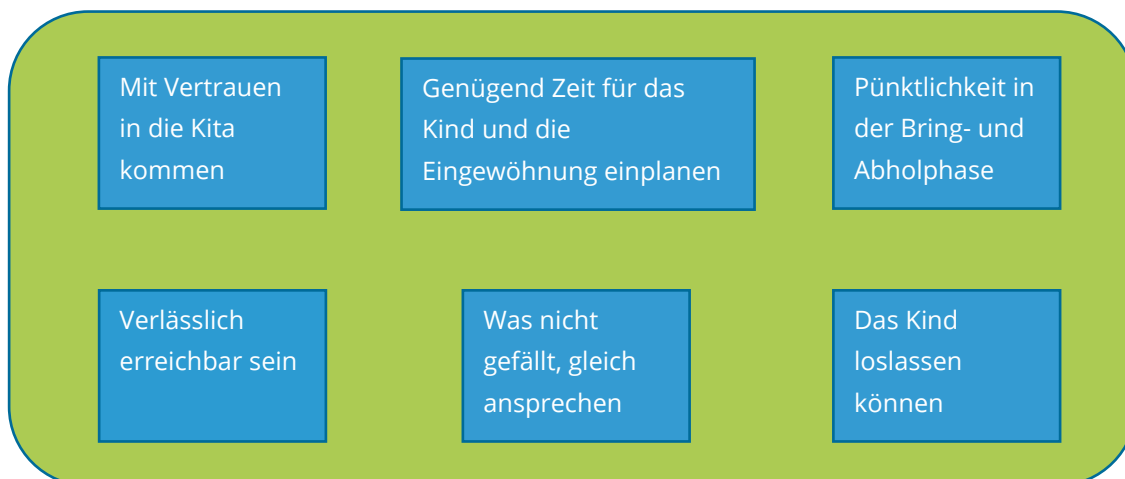 Mit Vertrauen
in die Kita
kommen
Genügend Zeit für das
Kind und die
Eingewöhnung einplanen
Pünktlichkeit in
der Bring- und
Abholphase
Verlässlich
erreichbar sein
Was nicht
gefällt, gleich
ansprechen
Das Kind
loslassen
können